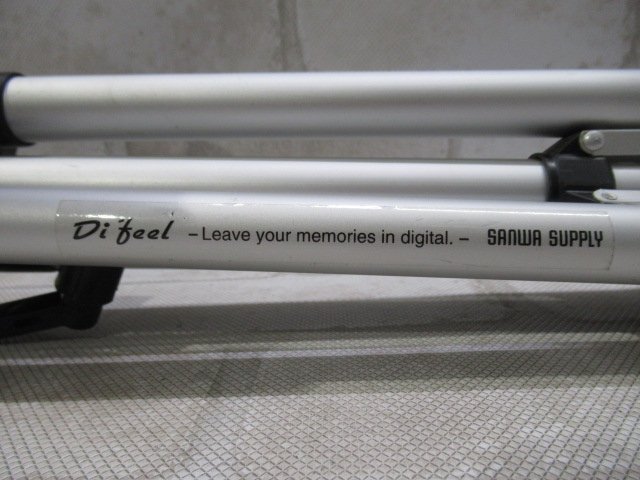 Di'feel – Leave your memories in digital. – SANWA SUPPLY